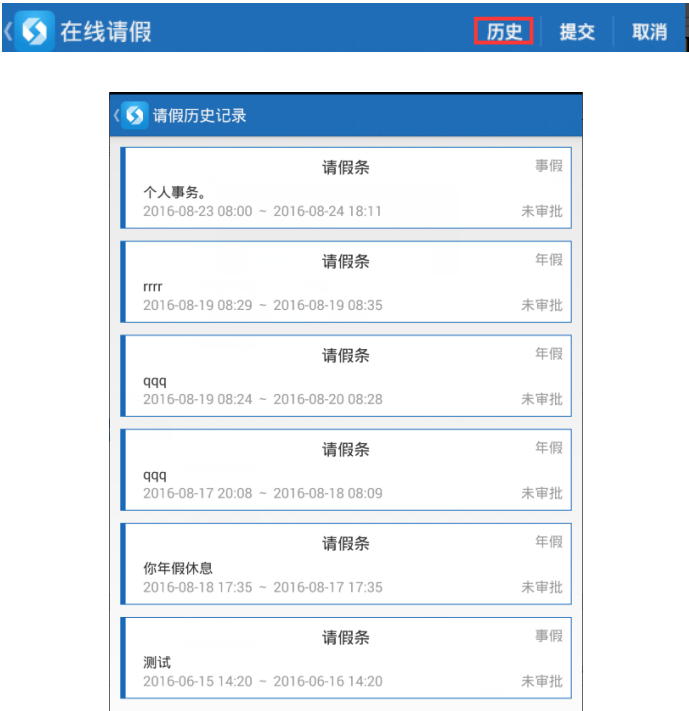 在线请假 历史 提交 取消
请假历史记录
请假条 事假
个人事务。
2016-08-23 08:00 ~ 2016-08-24 18:11 未审批
请假条 年假
rrrr
2016-08-19 08:29 ~ 2016-08-19 08:35 未审批
请假条 年假
qqq
2016-08-19 08:24 ~ 2016-08-20 08:28 未审批
请假条 年假
qqq
2016-08-17 20:08 ~ 2016-08-18 08:09 未审批
请假条 年假
你年假休息
2016-08-18 17:35 ~ 2016-08-17 17:35 未审批
请假条 事假
测试
2016-06-15 14:20 ~ 2016-06-16 14:20 未审批